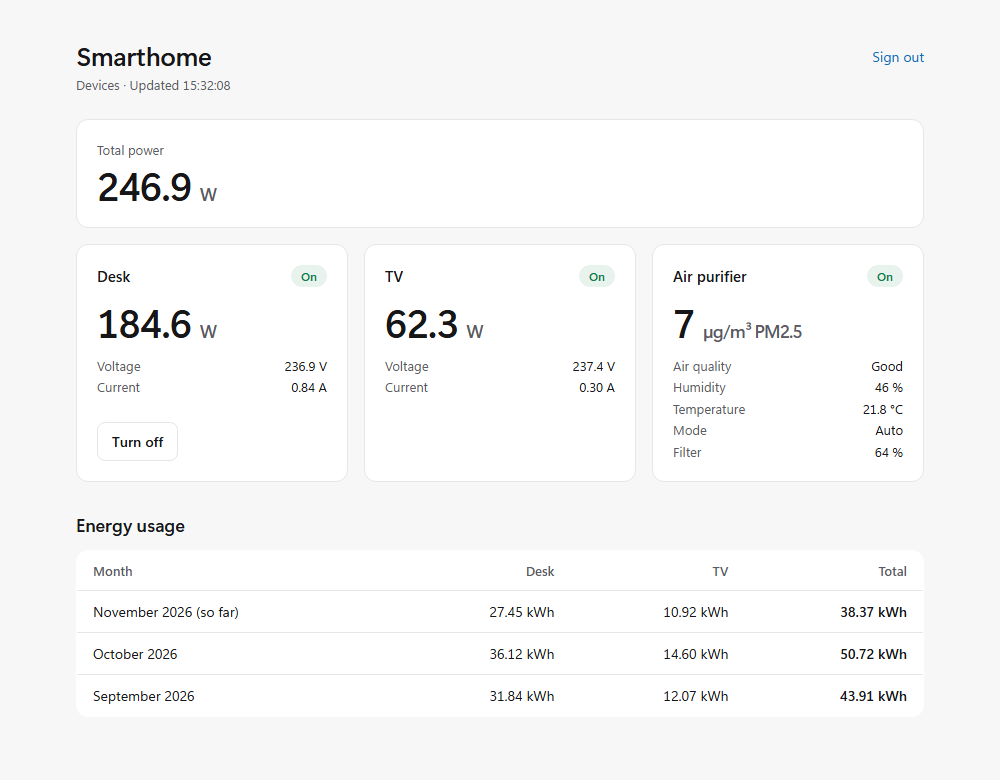 Smarthome
Sign out
Devices · Updated 15:32:08
Total power
246.9 W
Desk On
184.6 W
Voltage 236.9 V
Current 0.84 A
Turn off
TV On
62.3 W
Voltage 237.4 V
Current 0.30 A
Air purifier On
7 µg/m³ PM2.5
Air quality Good
Humidity 46 %
Temperature 21.8 °C
Mode Auto
Filter 64 %
Energy usage
Month Desk TV Total
November 2026 (so far) 27.45 kWh 10.92 kWh 38.37 kWh
October 2026 36.12 kWh 14.60 kWh 50.72 kWh
September 2026 31.84 kWh 12.07 kWh 43.91 kWh